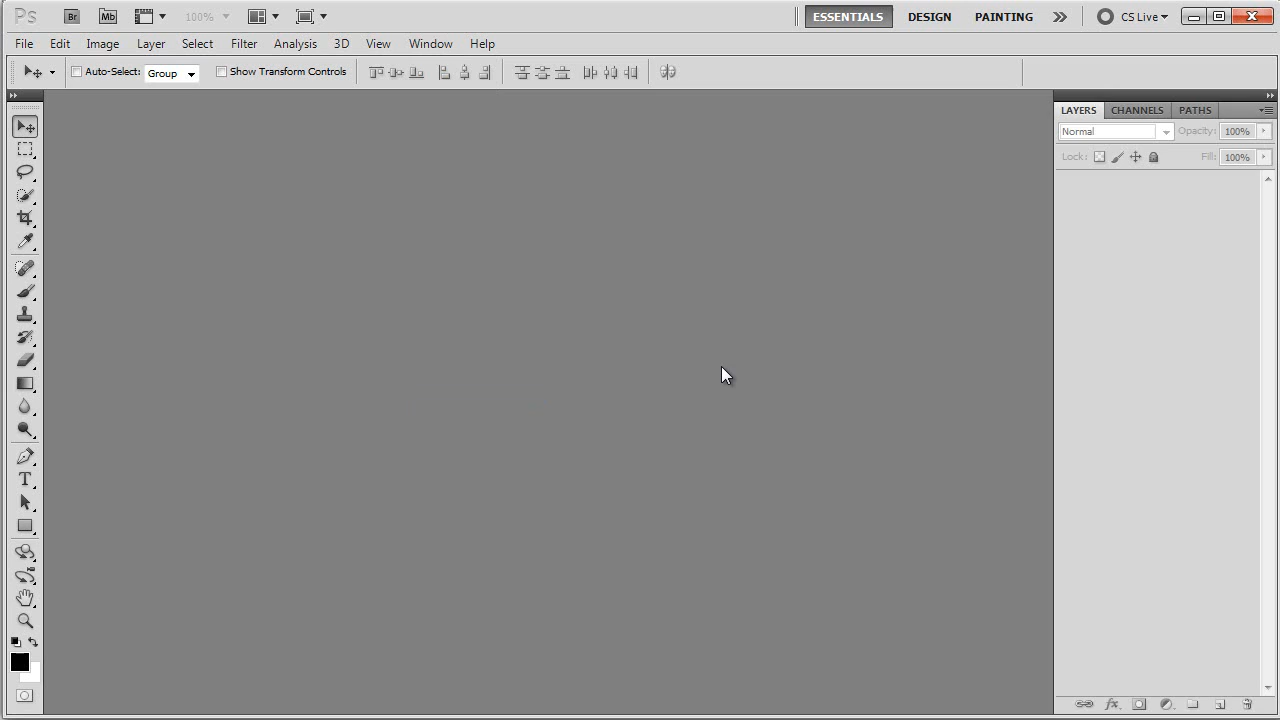 Ps Br Mb 100% ESSENTIALS DESIGN PAINTING CS Live
File Edit Image Layer Select Filter Analysis 3D View Window Help
Auto-Select: Group Show Transform Controls
LAYERS CHANNELS PATHS
Normal Opacity: 100%
Lock: Fill: 100%
T
fx